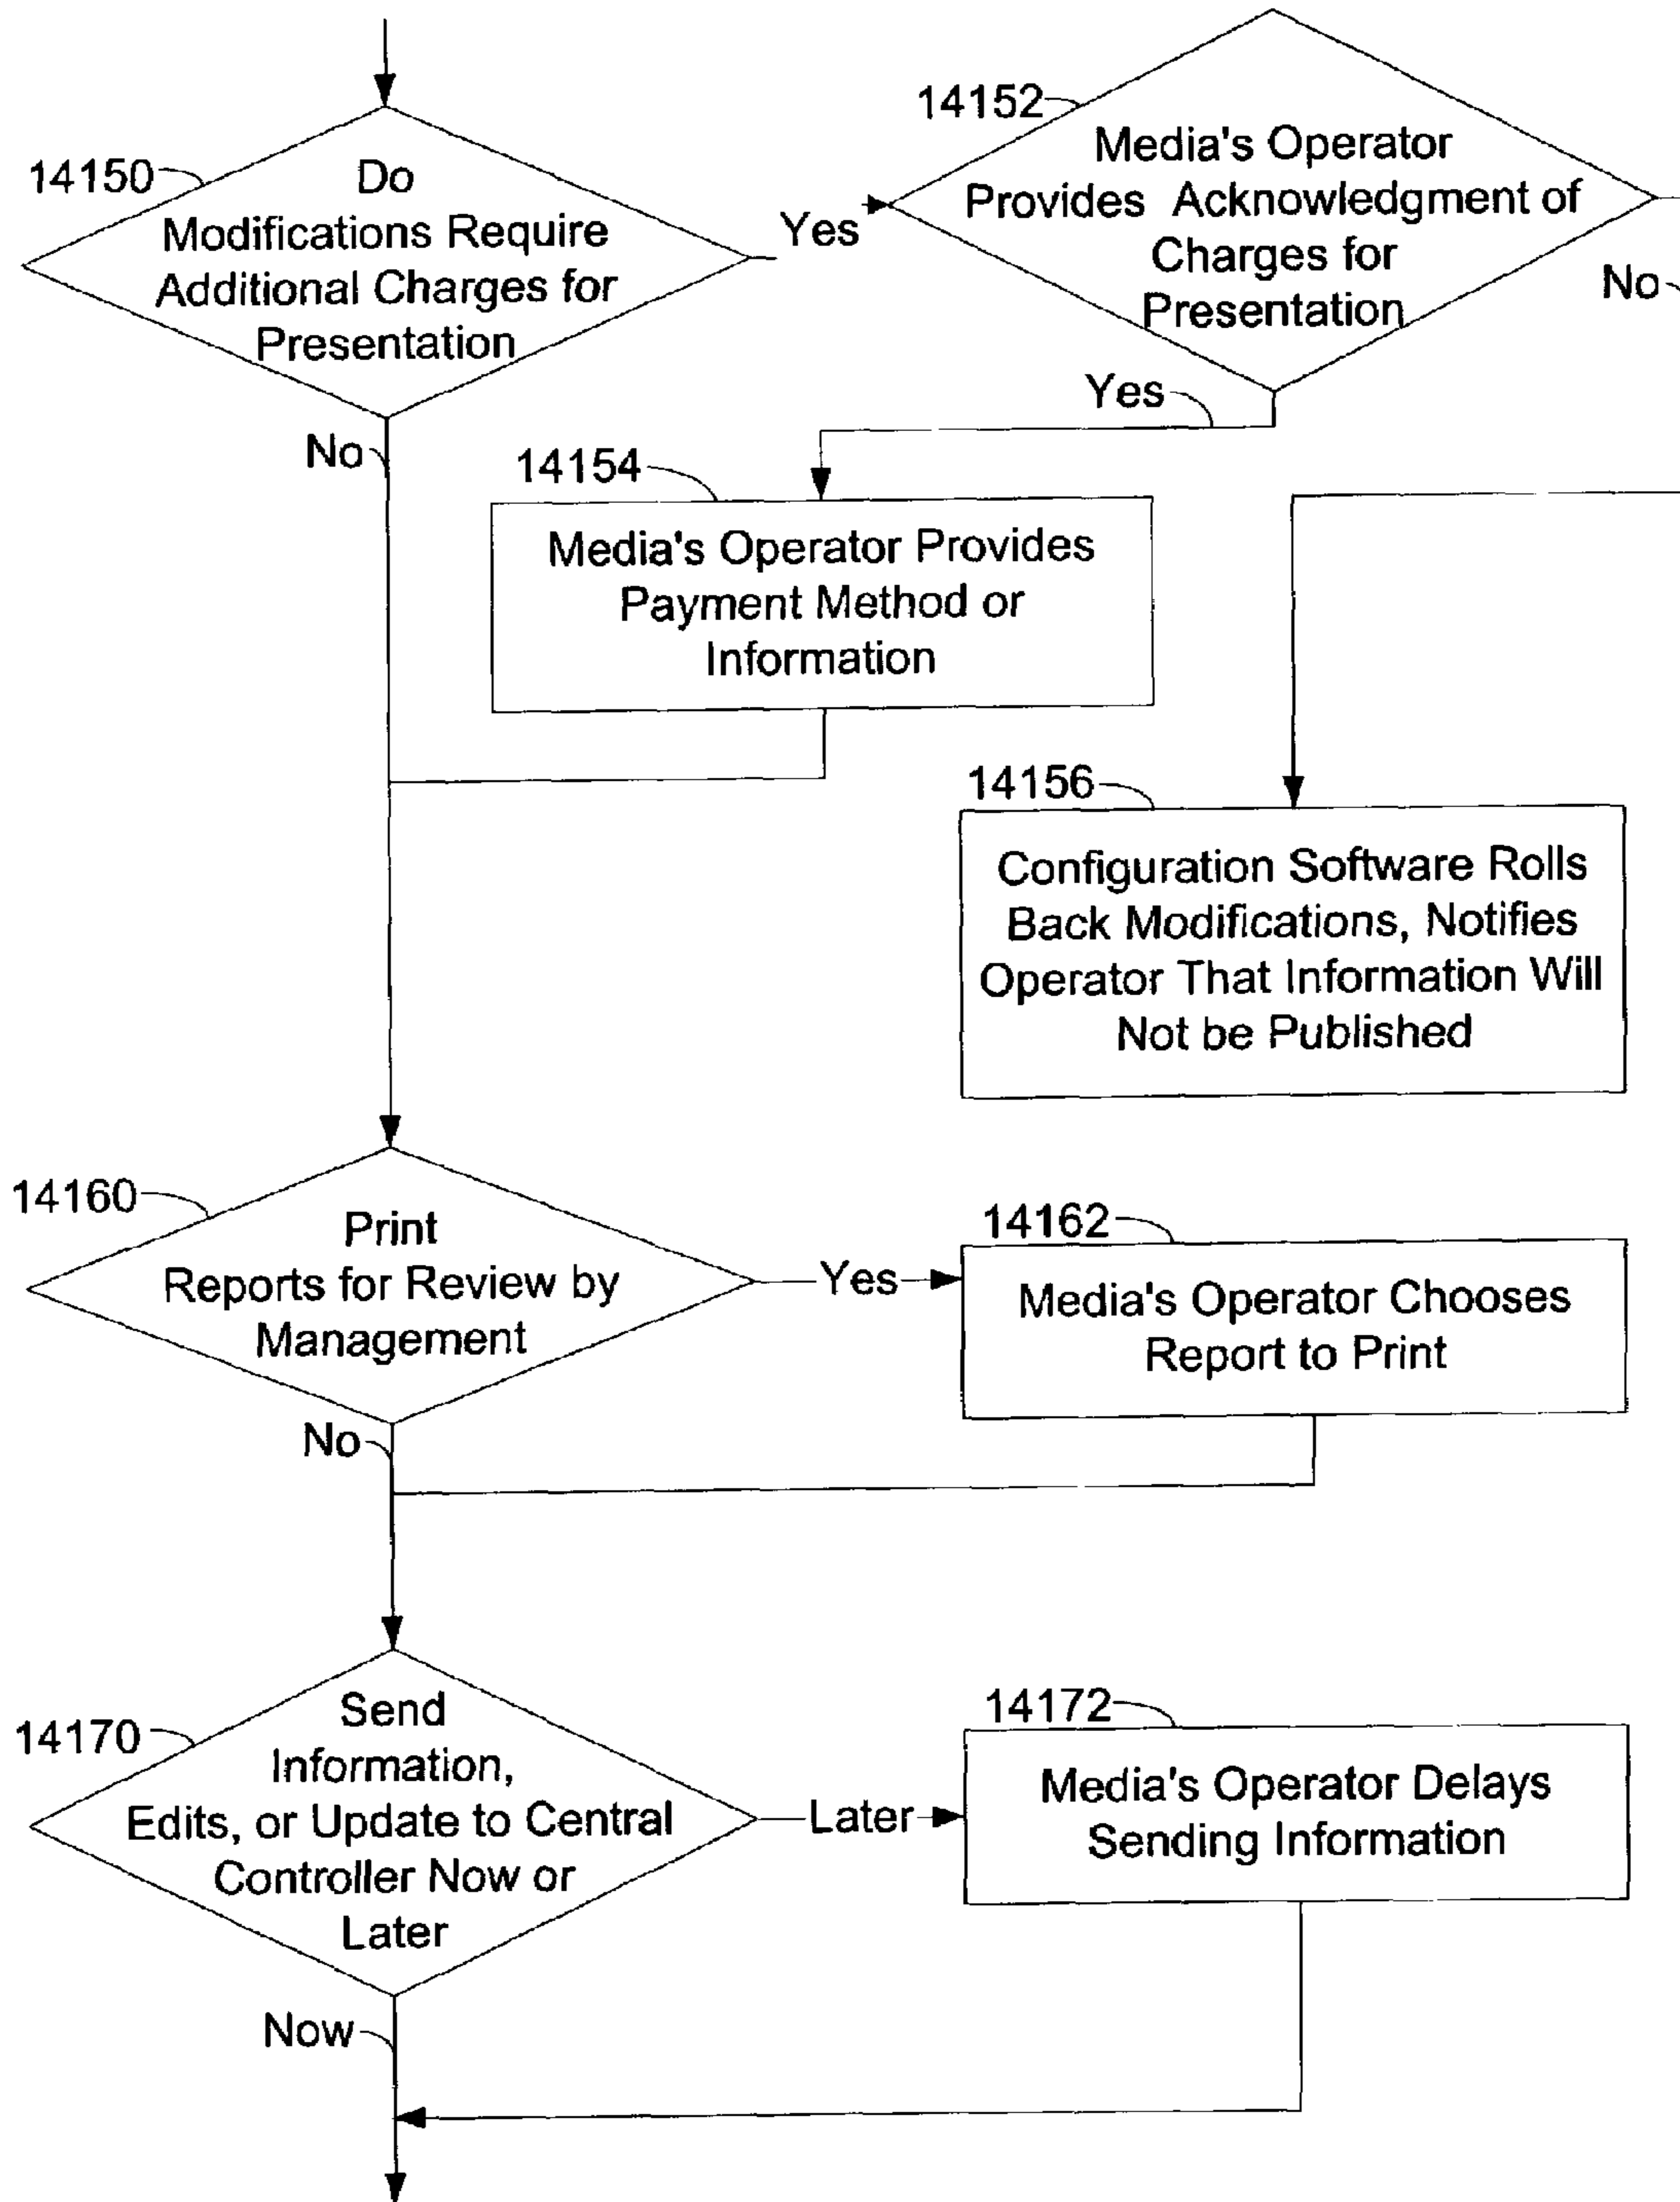 14150
Do
Modifications Require
Additional Charges for
Presentation
Yes
No
14152
Media's Operator
Provides Acknowledgment of
Charges for
Presentation
No
Yes
14154
Media's Operator Provides
Payment Method or
Information
14156
Configuration Software Rolls
Back Modifications, Notifies
Operator That Information Will
Not be Published
14160
Print
Reports for Review by
Management
Yes
No
14162
Media's Operator Chooses
Report to Print
14170
Send
Information,
Edits, or Update to Central
Controller Now or
Later
Later
Now
14172
Media's Operator Delays
Sending Information